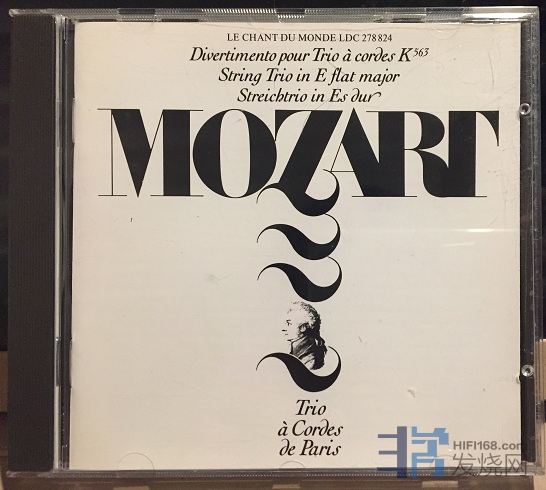 LE CHANT DU MONDE LDC 278 824
Divertimento pour Trio à cordes K563
String Trio in E flat major
Streichtrio in Es dur
MOZART
Trio
à Cordes
de Paris
HIFI168.com
发烧网